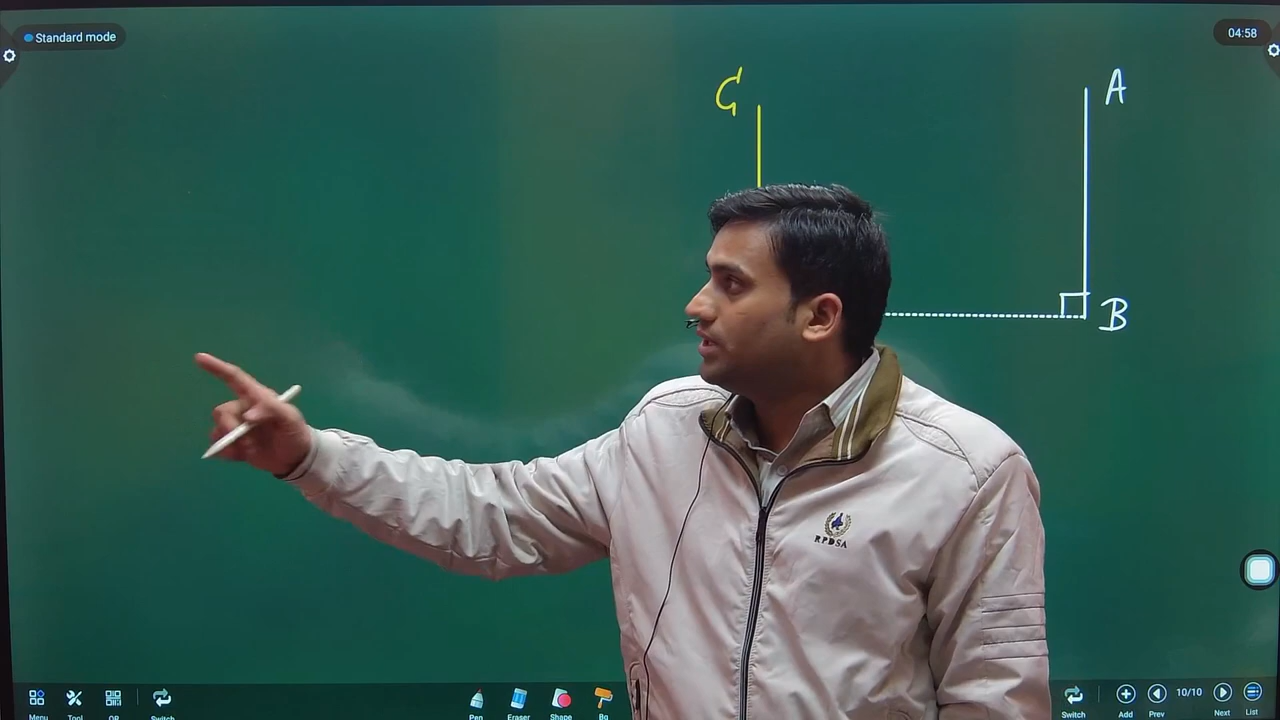 Standard mode
04:58
G
A
B
RPDSA
Menu
Tool
QR
Switch
Pen
Eraser
Shape
Bg
Switch
Add
Prev
10/10
Next
List